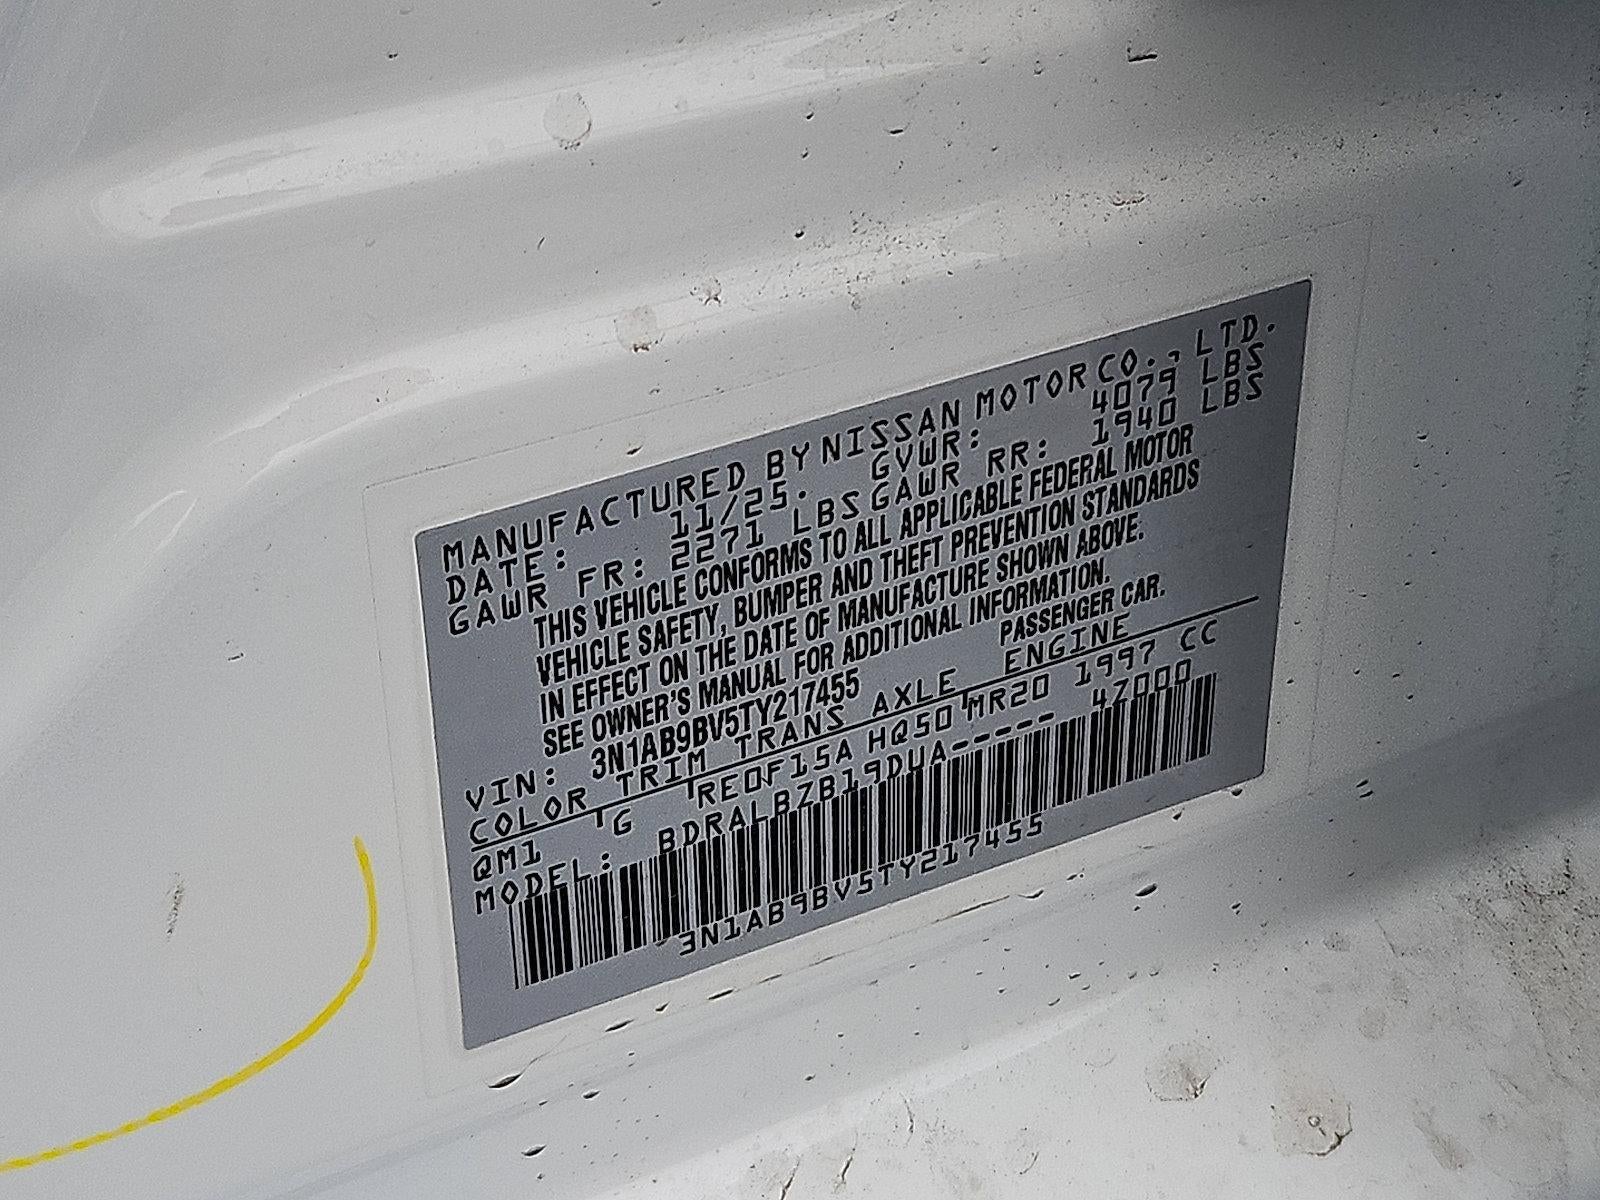 MANUFACTURED BY NISSAN MOTOR CO., LTD.
DATE: 11/25. GVWR: 4079 LBS
GAWR FR: 2271 LBS GAWR RR: 1940 LBS
THIS VEHICLE CONFORMS TO ALL APPLICABLE FEDERAL MOTOR
VEHICLE SAFETY, BUMPER AND THEFT PREVENTION STANDARDS
IN EFFECT ON THE DATE OF MANUFACTURE SHOWN ABOVE.
SEE OWNER'S MANUAL FOR ADDITIONAL INFORMATION.
VIN: 3N1AB9BV5TY217455 PASSENGER CAR.
COLOR TRIM TRANS AXLE ENGINE
QM1 G RE0F15A HQ50 MR20 1997 CC
MODEL: BDRALBZB19DUA----- 47000
3N1AB9BV5TY217455